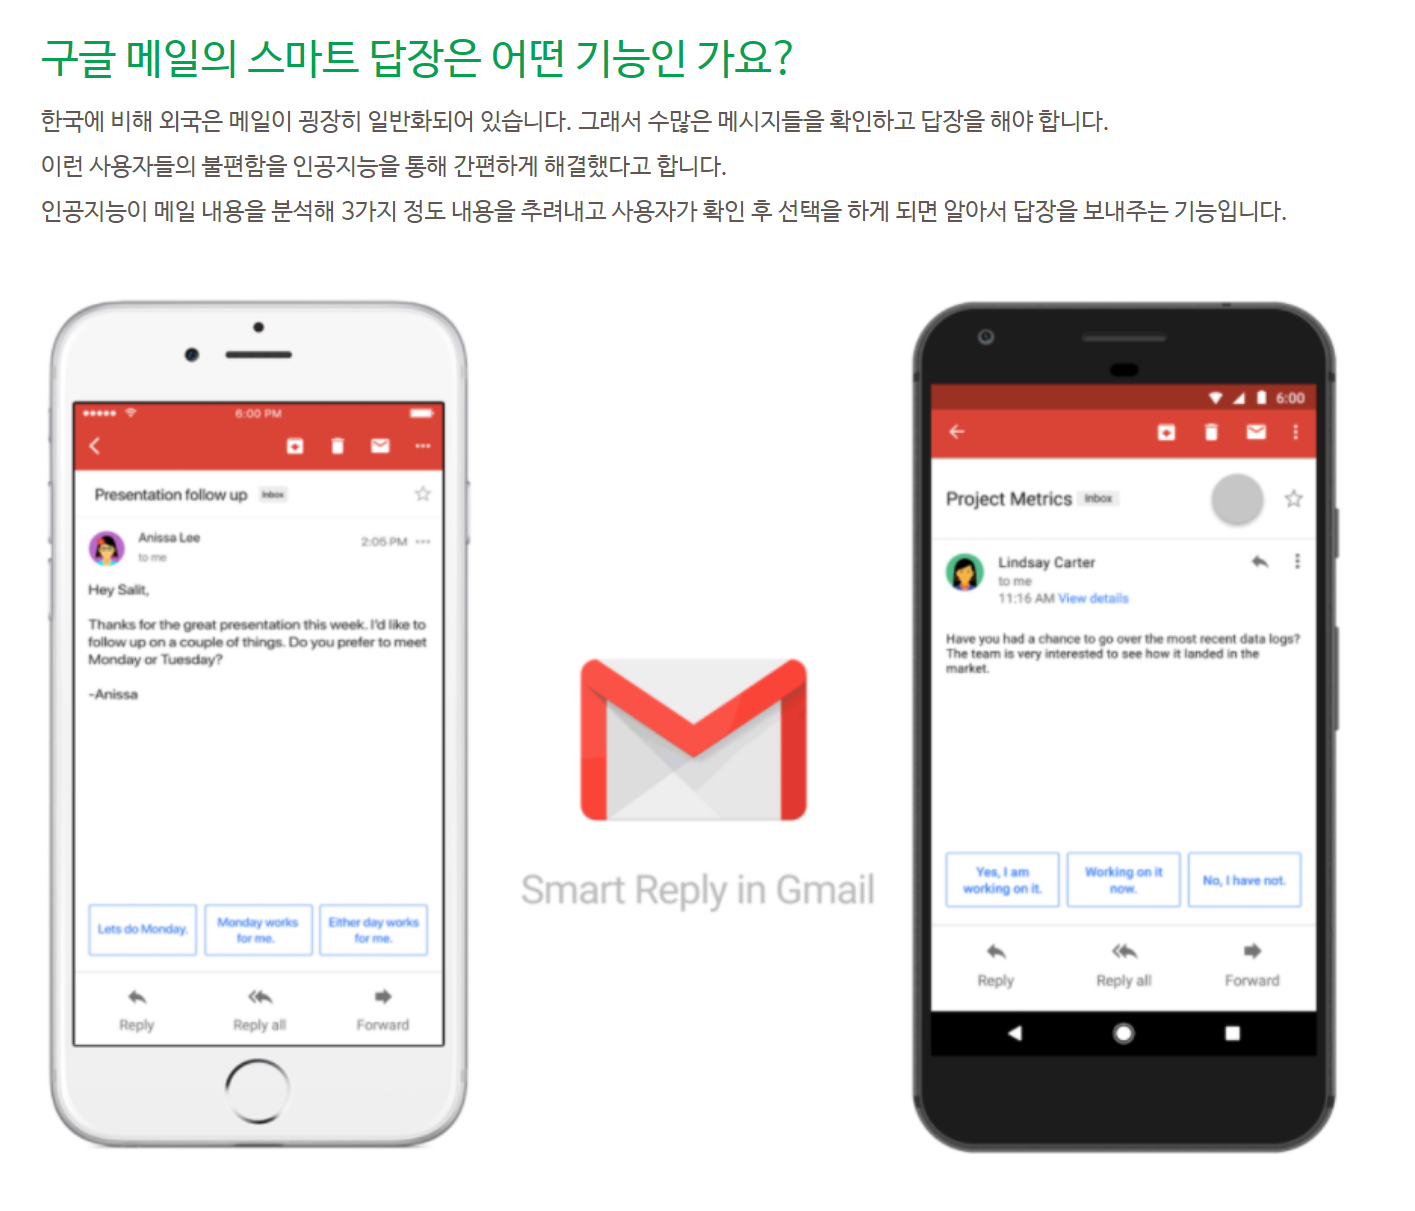 구글 메일의 스마트 답장은 어떤 기능인 가요?
한국에 비해 외국은 메일이 굉장히 일반화되어 있습니다. 그래서 수많은 메시지들을 확인하고 답장을 해야 합니다.
이런 사용자들의 불편함을 인공지능을 통해 간편하게 해결했다고 합니다.
인공지능이 메일 내용을 분석해 3가지 정도 내용을 추려내고 사용자가 확인 후 선택을 하게 되면 알아서 답장을 보내주는 기능입니다.
6:00 PM
Presentation follow up Inbox
Anissa Lee
2:05 PM
to me
Hey Salit,
Thanks for the great presentation this week. I'd like to
follow up on a couple of things. Do you prefer to meet
Monday or Tuesday?
-Anissa
Lets do Monday.
Monday works
for me.
Either day works
for me.
Reply
Reply all
Forward
Smart Reply in Gmail
6:00
Project Metrics Inbox
Lindsay Carter
to me
11:16 AM View details
Have you had a chance to go over the most recent data logs?
The team is very interested to see how it landed in the
market.
Yes, I am
working on it.
Working on it
now.
No, I have not.
Reply
Reply all
Forward